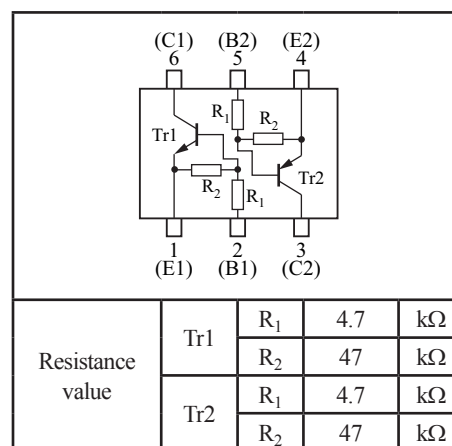 (C1) (B2) (E2)
6 5 4
R1
R2
Tr1
Tr2
R2
R1
1 2 3
(E1) (B1) (C2)
Resistance value
Tr1
R1 4.7 kΩ
R2 47 kΩ
Tr2
R1 4.7 kΩ
R2 47 kΩ